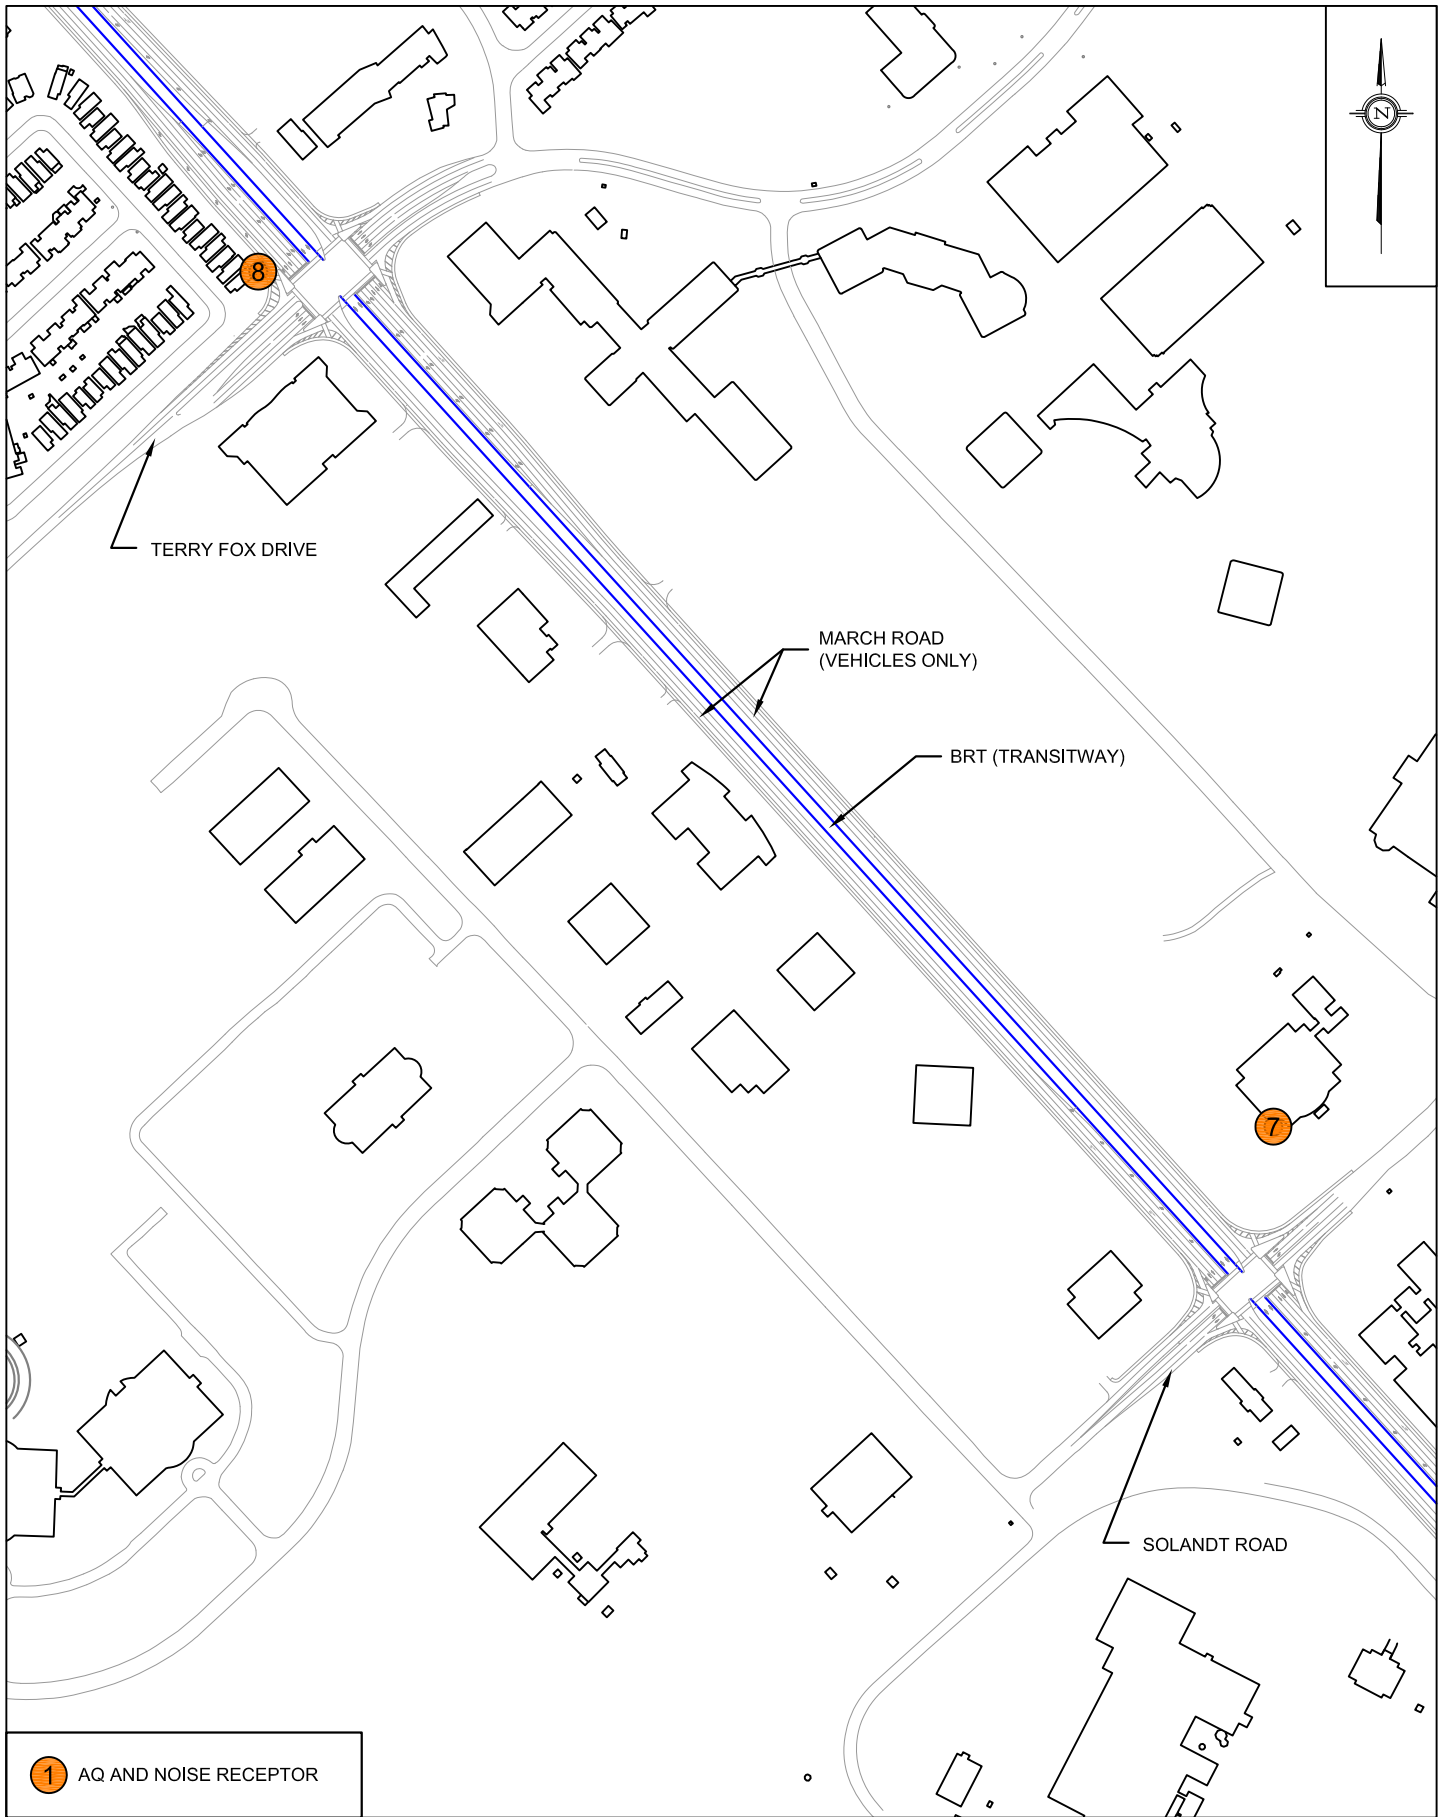 N
8
TERRY FOX DRIVE
MARCH ROAD
(VEHICLES ONLY)
BRT (TRANSITWAY)
7
SOLANDT ROAD
1 AQ AND NOISE RECEPTOR